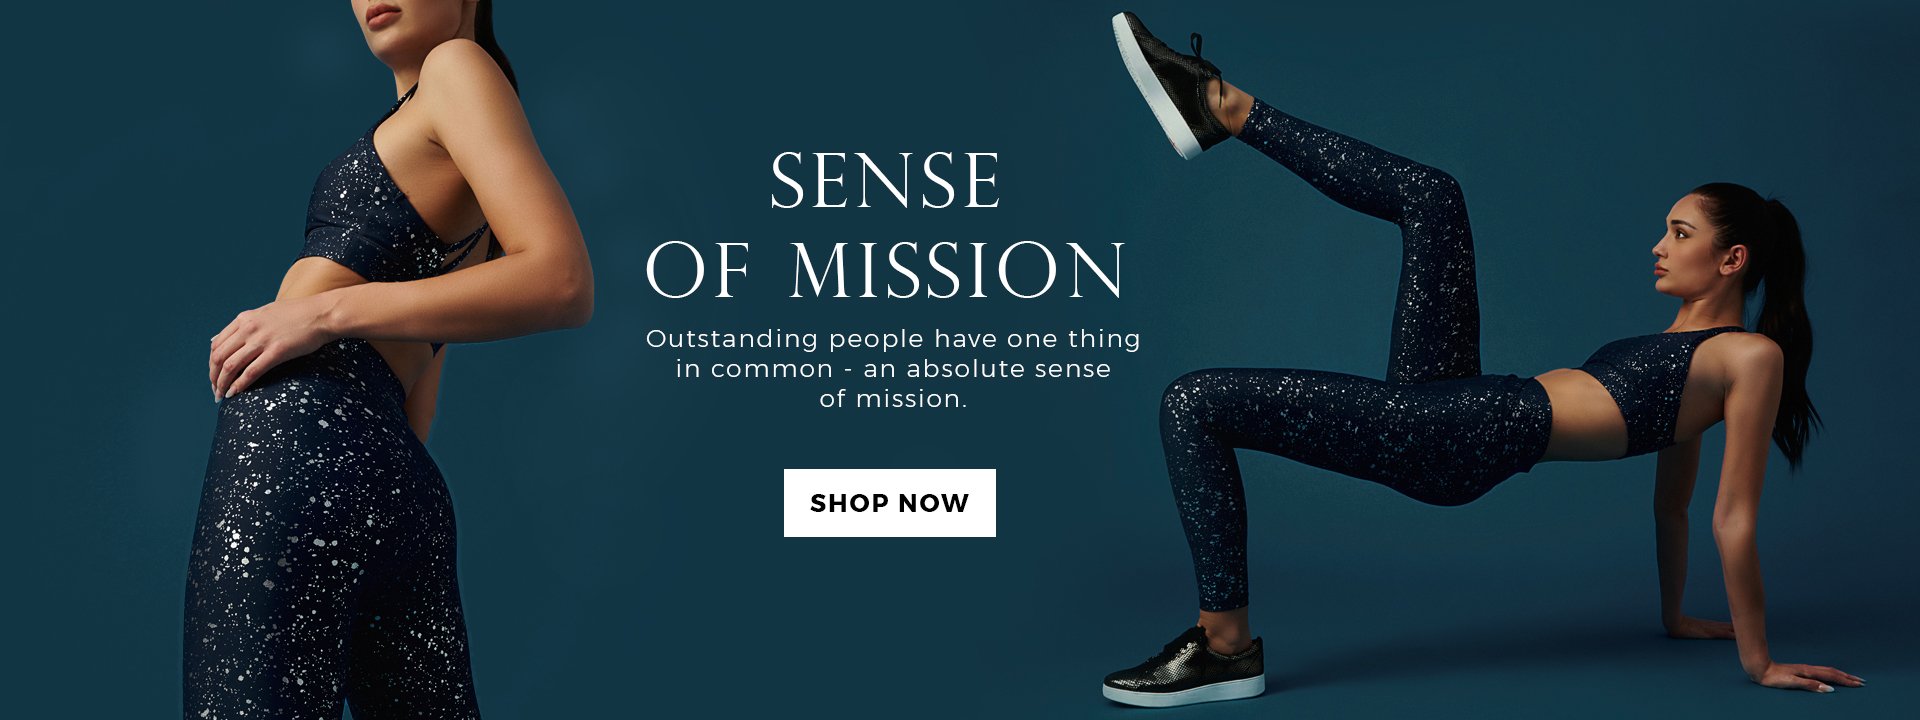 SENSE
OF MISSION
Outstanding people have one thing
in common - an absolute sense
of mission.
SHOP NOW